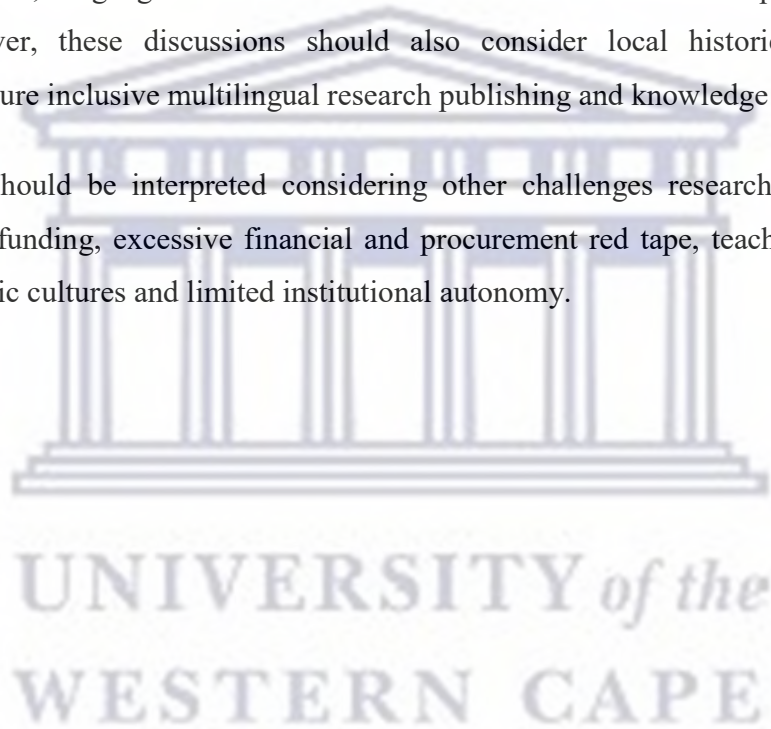 ver, these discussions should also consider local historic
ure inclusive multilingual research publishing and knowledge
hould be interpreted considering other challenges research
funding, excessive financial and procurement red tape, teach
ic cultures and limited institutional autonomy.
UNIVERSITY of the
WESTERN CAPE